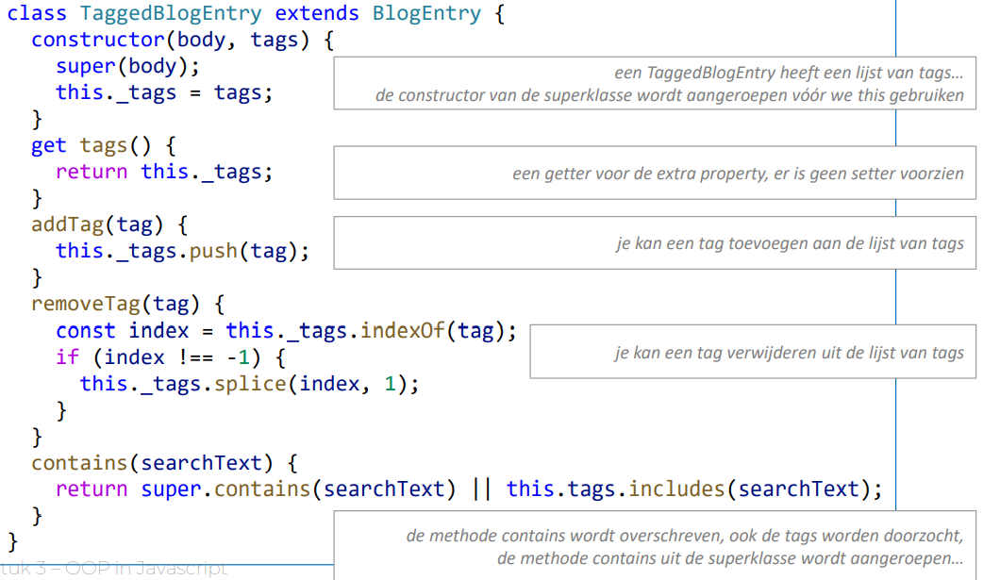 class TaggedBlogEntry extends BlogEntry {
  constructor(body, tags) {
    super(body);
    this._tags = tags;
  }
een TaggedBlogEntry heeft een lijst van tags…
de constructor van de superklasse wordt aangeroepen vóór we this gebruiken
  get tags() {
    return this._tags;
  }
een getter voor de extra property, er is geen setter voorzien
  addTag(tag) {
    this._tags.push(tag);
  }
je kan een tag toevoegen aan de lijst van tags
  removeTag(tag) {
    const index = this._tags.indexOf(tag);
    if (index !== -1) {
      this._tags.splice(index, 1);
    }
  }
je kan een tag verwijderen uit de lijst van tags
  contains(searchText) {
    return super.contains(searchText) || this.tags.includes(searchText);
  }
}
de methode contains wordt overschreven, ook de tags worden doorzocht,
de methode contains uit de superklasse wordt aangeroepen…
tuk 3 – OOP in Javascript